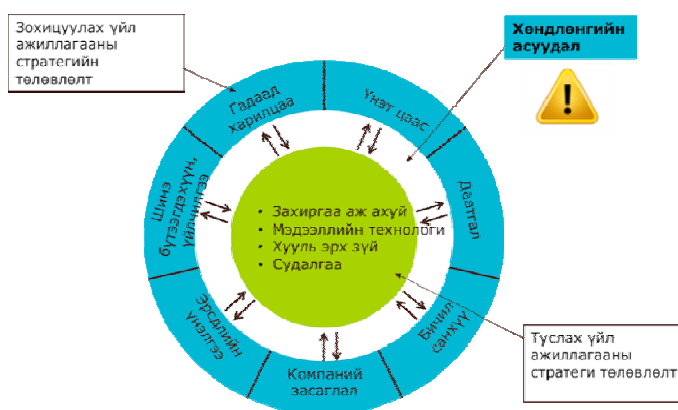 Зохицуулах үйл
ажиллагааны
стратегийн
төлөвлөлт
Хөндлөнгийн
асуудал
Гадаад
харилцаа
Үнэт цаас
Даатгал
Бичил
санхүү
Компаний
засаглал
Эрсдлийн
үнэлгээ
Шинэ
бүтээгдэхүүн,
үйлчилгээ
• Захиргаа аж ахуй
• Мэдээллийн технологи
• Хууль эрх зүй
• Судалгаа
Туслах үйл
ажиллагааны
стратеги төлөвлөлт